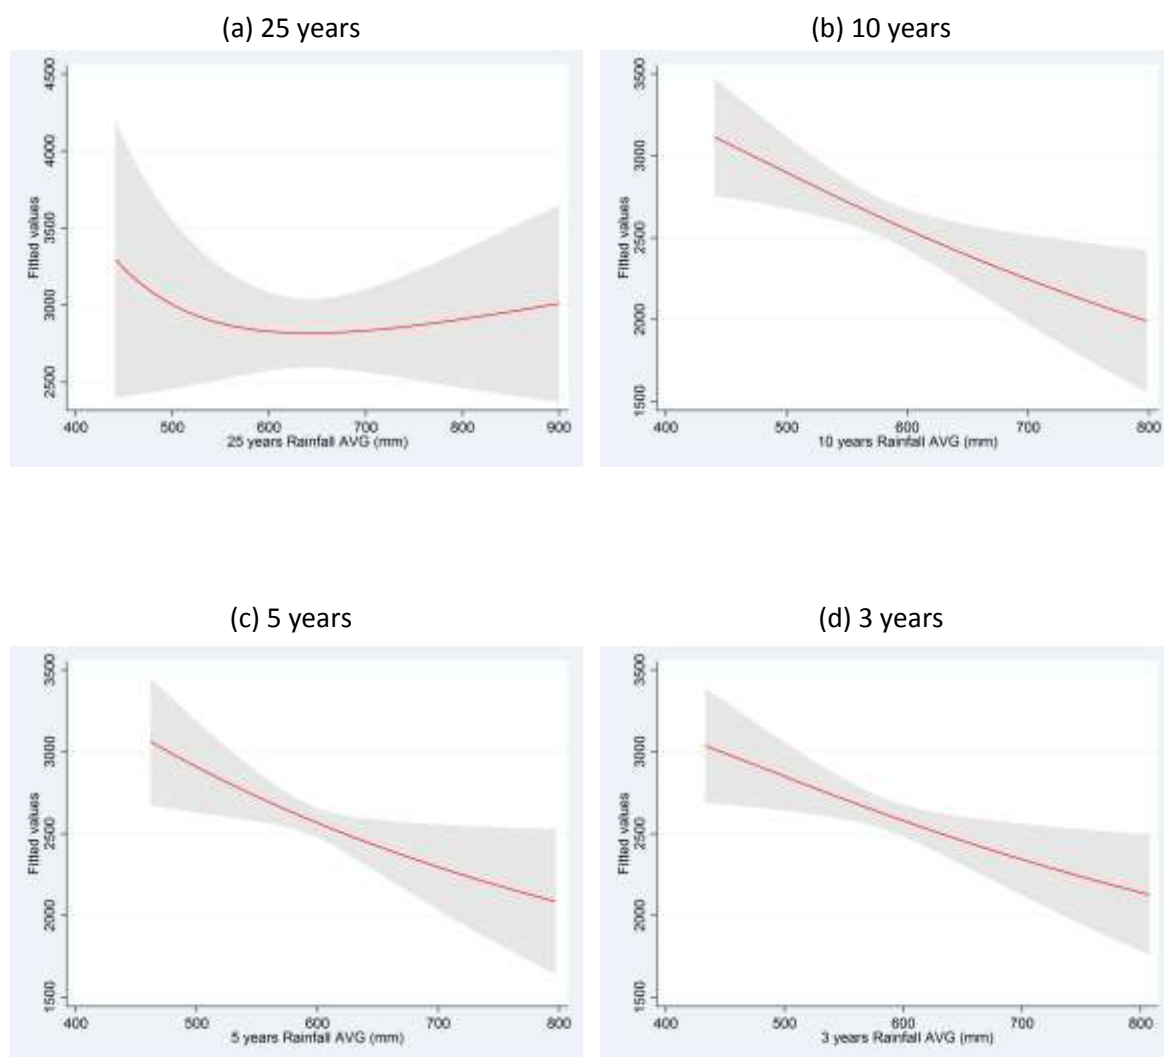 (a) 25 years
4500
4000
3500
3000
2500
Fitted values
400 500 600 700 800 900
25 years Rainfall AVG (mm)
(b) 10 years
3500
3000
2500
2000
1500
Fitted values
400 500 600 700 800
10 years Rainfall AVG (mm)
(c) 5 years
3500
3000
2500
2000
1500
Fitted values
400 500 600 700 800
5 years Rainfall AVG (mm)
(d) 3 years
3500
3000
2500
2000
1500
Fitted values
400 500 600 700 800
3 years Rainfall AVG (mm)